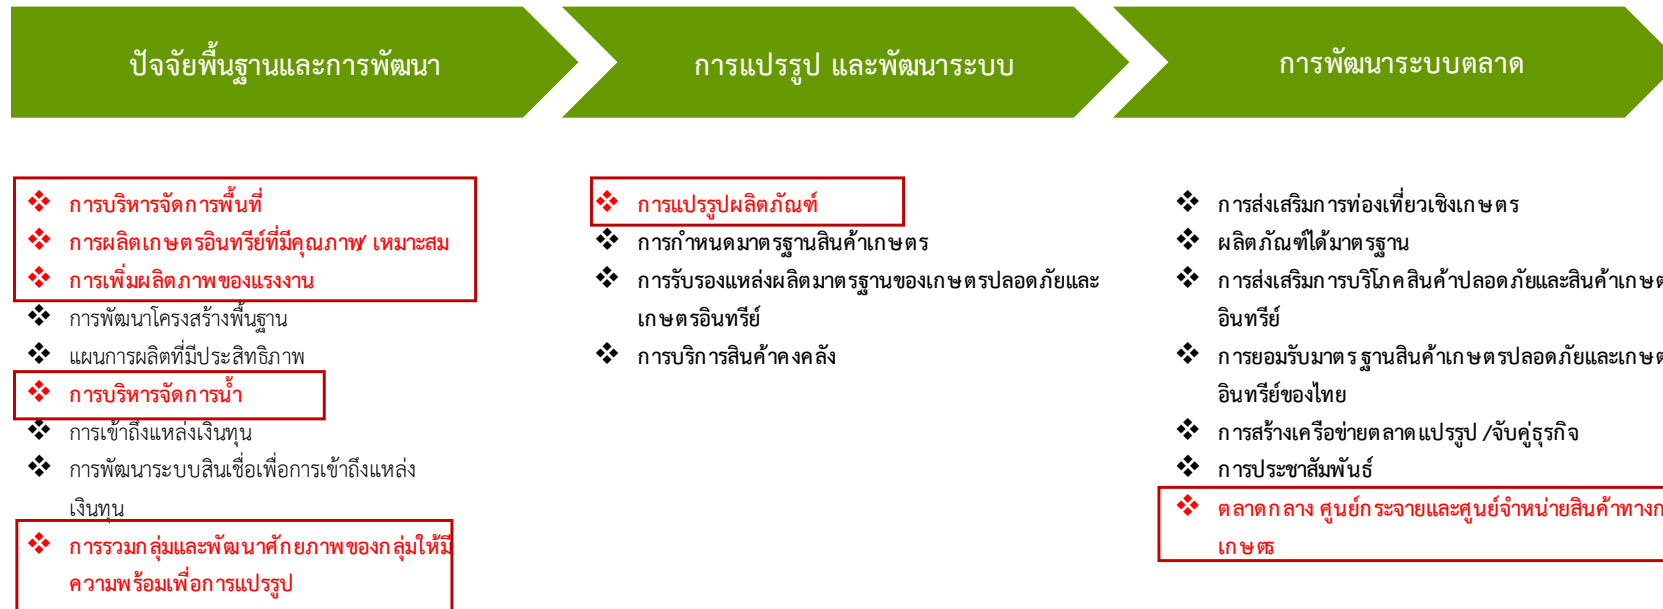 ปัจจัยพื้นฐานและการพัฒนา
การแปรรูป และพัฒนาระบบ
การพัฒนาระบบตลาด
❖ การบริหารจัดการพื้นที่
❖ การผลิตเกษตรอินทรีย์ที่มีคุณภาพ/ เหมาะสม
❖ การเพิ่มผลิตภาพของแรงงาน
❖ การพัฒนาโครงสร้างพื้นฐาน
❖ แผนการผลิตที่มีประสิทธิภาพ
❖ การบริหารจัดการน้ำ
❖ การเข้าถึงแหล่งเงินทุน
❖ การพัฒนาระบบสินเชื่อเพื่อการเข้าถึงแหล่ง
เงินทุน
❖ การรวมกลุ่มและพัฒนาศักยภาพของกลุ่มให้มี
ความพร้อมเพื่อการแปรรูป
❖ การแปรรูปผลิตภัณฑ์
❖ การกำหนดมาตรฐานสินค้าเกษตร
❖ การรับรองแหล่งผลิตมาตรฐานของเกษตรปลอดภัยและ
เกษตรอินทรีย์
❖ การบริการสินค้าคงคลัง
❖ การส่งเสริมการท่องเที่ยวเชิงเกษตร
❖ ผลิตภัณฑ์ได้มาตรฐาน
❖ การส่งเสริมการบริโภคสินค้าปลอดภัยและสินค้าเกษต
อินทรีย์
❖ การยอมรับมาตรฐานสินค้าเกษตรปลอดภัยและเกษต
อินทรีย์ของไทย
❖ การสร้างเครือข่ายตลาดแปรรูป /จับคู่ธุรกิจ
❖ การประชาสัมพันธ์
❖ ตลาดกลาง ศูนย์กระจายและศูนย์จำหน่ายสินค้าทางก
เกษตร